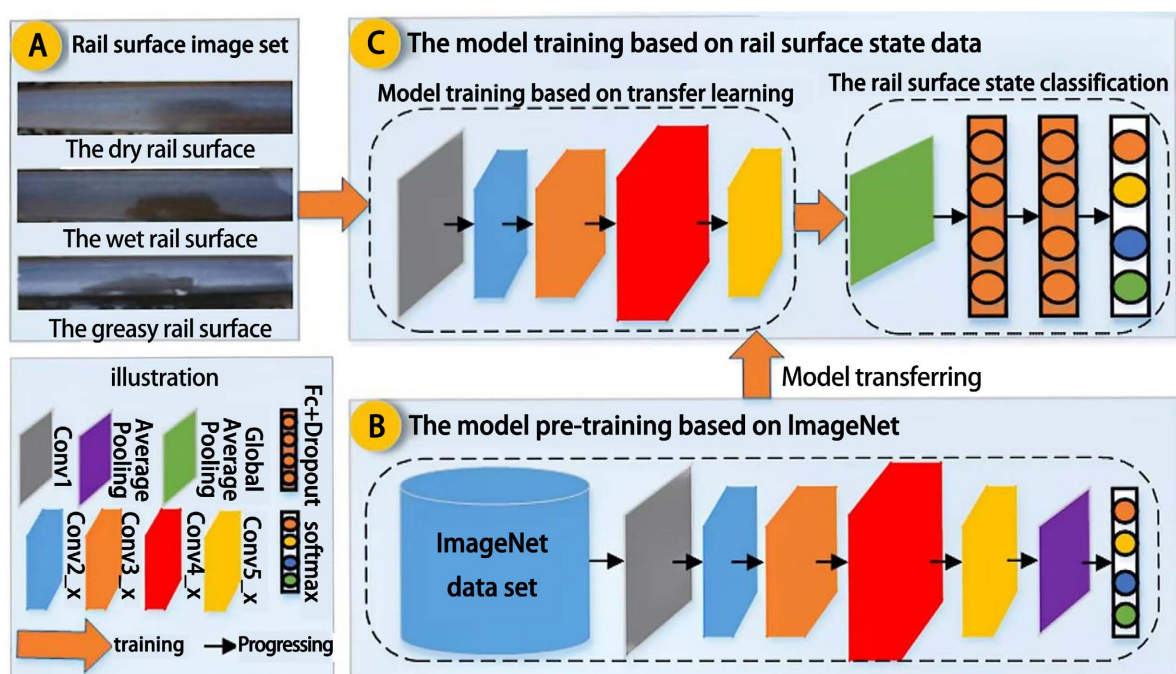 A Rail surface image set
The dry rail surface
The wet rail surface
The greasy rail surface
C The model training based on rail surface state data
Model training based on transfer learning
The rail surface state classification
Model transferring
B The model pre-training based on ImageNet
ImageNet
data set
illustration
Conv1
Average
Pooling
Global
Average
Pooling
Fc+Dropout
Conv2_x
Conv3_x
Conv4_x
Conv5_x
softmax
training
Progressing